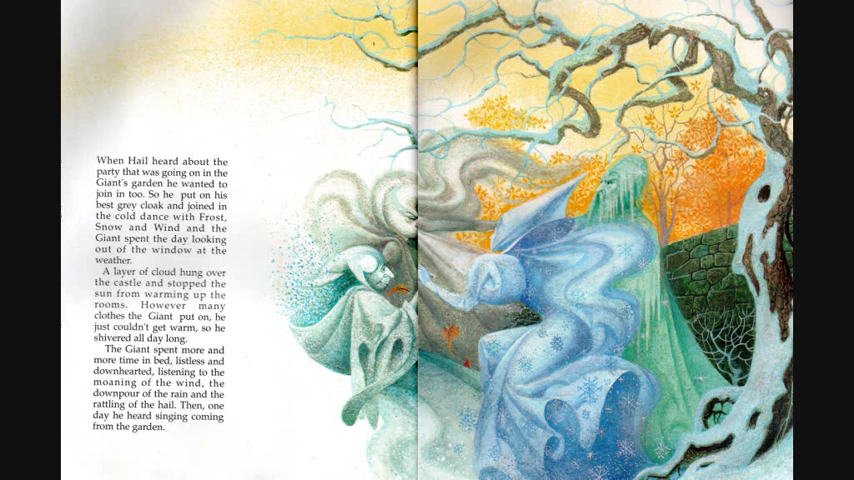 When Hail heard about the
party that was going on in the
Giant's garden he wanted to
join in too. So he put on his
best grey cloak and joined in
the cold dance with Frost,
Snow and Wind and the
Giant spent the day looking
out of the window at the
weather.
A layer of cloud hung over
the castle and stopped the
sun from warming up the
rooms. However many
clothes the Giant put on, he
just couldn't get warm, so he
shivered all day long.
The Giant spent more and
more time in bed, listless and
downhearted, listening to the
moaning of the wind, the
downpour of the rain and the
rattling of the hail. Then, one
day he heard singing coming
from the garden.